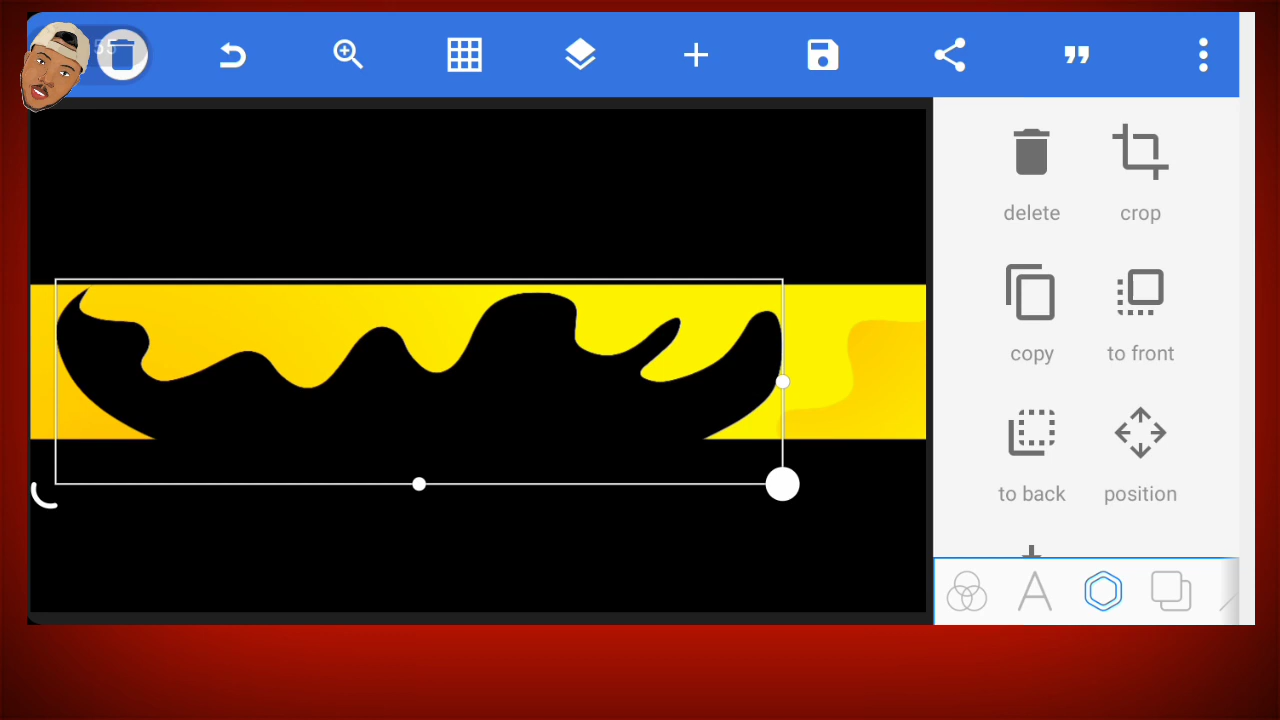 delete
crop
copy
to front
to back
position